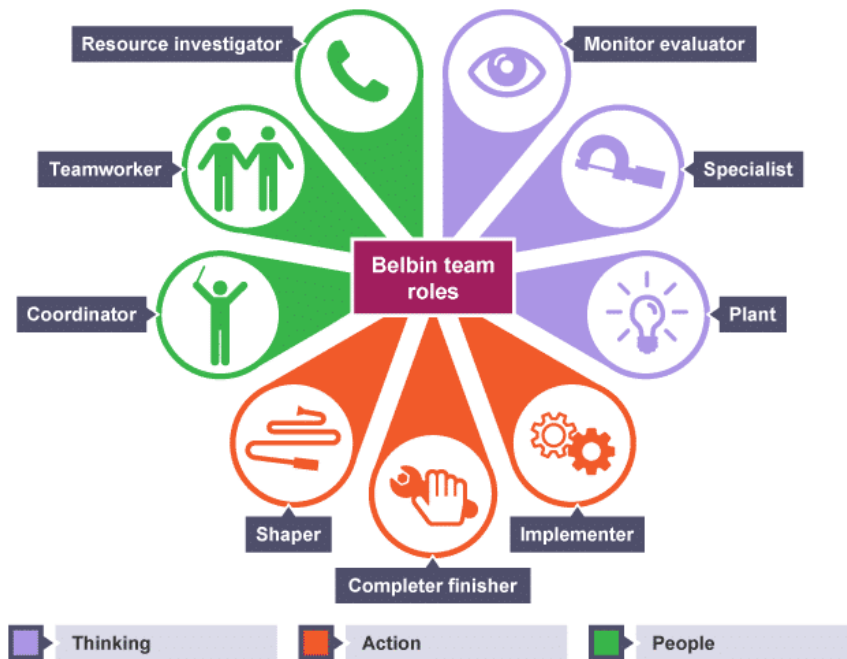 Resource investigator
Monitor evaluator
Teamworker
Specialist
Belbin team
roles
Coordinator
Plant
Shaper
Implementer
Completer finisher
Thinking
Action
People